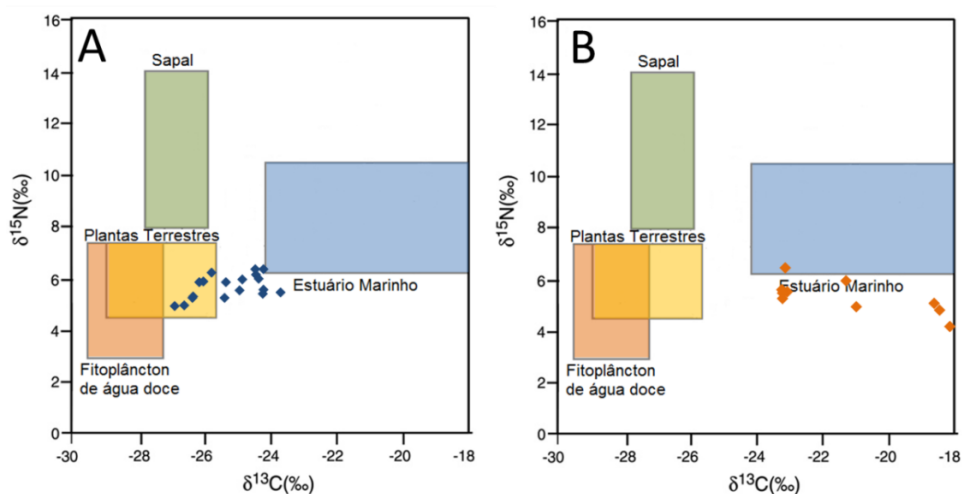 A
16
14
12
10
8
6
4
2
0
δ15N(‰)
Sapal
Plantas Terrestres
Estuário Marinho
Fitoplâncton
de água doce
-30 -28 -26 -24 -22 -20 -18
δ13C(‰)
B
16
14
12
10
8
6
4
2
0
δ15N(‰)
Sapal
Plantas Terrestres
Estuário Marinho
Fitoplâncton
de água doce
-30 -28 -26 -24 -22 -20 -18
δ13C(‰)